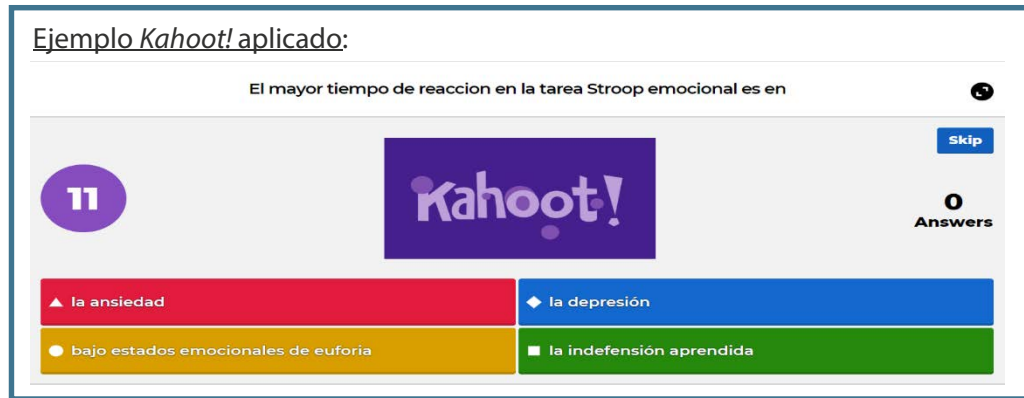 Ejemplo Kahoot! aplicado:
El mayor tiempo de reaccion en la tarea Stroop emocional es en
Skip
11
Kahoot!
0
Answers
la ansiedad
la depresión
bajo estados emocionales de euforia
la indefensión aprendida